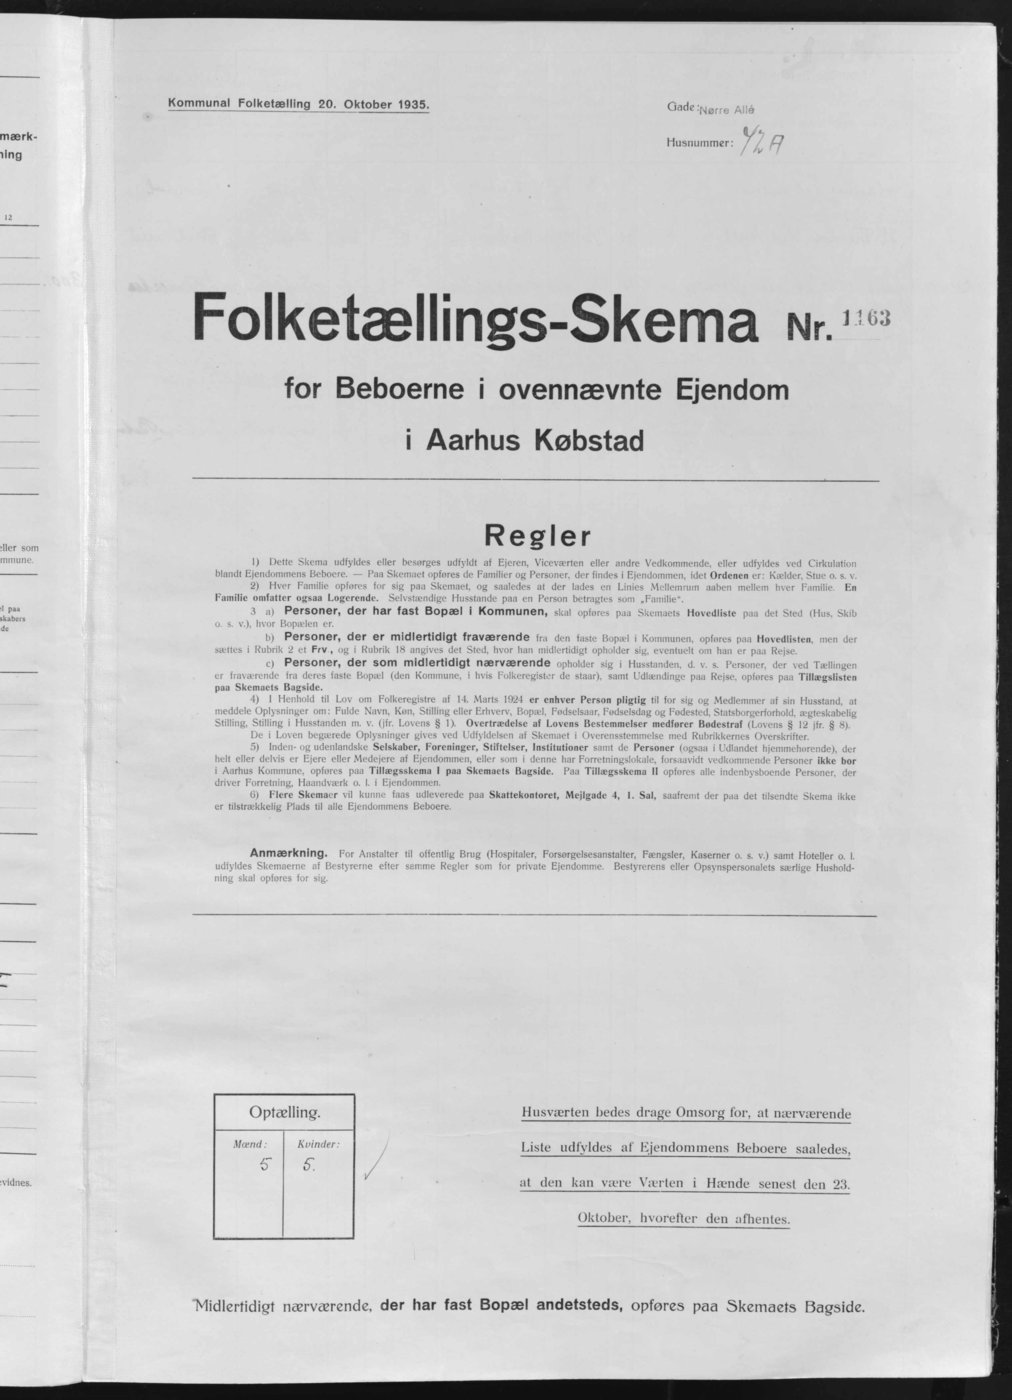 mærk-
ning
12
eller som
mmune.
el paa
skabers
de
evidnes.
Kommunal Folketælling 20. Oktober 1935.
Gade: Nørre Allé
Husnummer: 42A
Folketællings-Skema Nr. 1163
for Beboerne i ovennævnte Ejendom
i Aarhus Købstad
Regler
1) Dette Skema udfyldes eller besørges udfyldt af Ejeren, Viceværten eller andre Vedkommende, eller udfyldes ved Cirkulation
blandt Ejendommens Beboere. — Paa Skemaet opføres de Familier og Personer, der findes i Ejendommen, idet Ordenen er: Kælder, Stue o. s. v.
2) Hver Familie opføres for sig paa Skemaet, og saaledes at der lades en Linies Mellemrum aaben mellem hver Familie. En
Familie omfatter ogsaa Logerende. Selvstændige Husstande paa en Person betragtes som „Familie".
3 a) Personer, der har fast Bopæl i Kommunen, skal opføres paa Skemaets Hovedliste paa det Sted (Hus, Skib
o. s. v.), hvor Bopælen er.
b) Personer, der er midlertidigt fraværende fra den faste Bopæl i Kommunen, opføres paa Hovedlisten, men der
sættes i Rubrik 2 et Frv., og i Rubrik 18 angives det Sted, hvor han midlertidigt opholder sig, eventuelt om han er paa Rejse.
c) Personer, der som midlertidigt nærværende opholder sig i Husstanden, d. v. s. Personer, der ved Tællingen
er fraværende fra deres faste Bopæl (den Kommune, i hvis Folkeregister de staar), samt Udlændinge paa Rejse, opføres paa Tillægslisten
paa Skemaets Bagside.
4) I Henhold til Lov om Folkeregistre af 14. Marts 1924 er enhver Person pligtig til for sig og Medlemmer af sin Husstand, at
meddele Oplysninger om: Fulde Navn, Køn, Stilling eller Erhverv, Bopæl, Fødselsaar, Fødselsdag og Fødested, Statsborgerforhold, ægteskabelig
Stilling, Stilling i Husstanden m. v. (jfr. Lovens § 1). Overtrædelse af Lovens Bestemmelser medfører Bødestraf (Lovens § 12 jfr. § 8).
De i Loven begærede Oplysninger gives ved Udfyldelsen af Skemaet i Overensstemmelse med Rubrikkernes Overskrifter.
5) Inden- og udenlandske Selskaber, Foreninger, Stiftelser, Institutioner samt de Personer (ogsaa i Udlandet hjemmehørende), der
helt eller delvis er Ejere eller Medejere af Ejendommen, eller som i denne har Forretningslokale, forsaavidt vedkommende Personer ikke bor
i Aarhus Kommune, opføres paa Tillægsskema I paa Skemaets Bagside. Paa Tillægsskema II opføres alle indenbysboende Personer, der
driver Forretning, Haandværk o. l. i Ejendommen.
6) Flere Skemaer vil kunne faas udleverede paa Skattekontoret, Mejlgade 4, 1. Sal, saafremt der paa det tilsendte Skema ikke
er tilstrækkelig Plads til alle Ejendommens Beboere.
Anmærkning. For Anstalter til offentlig Brug (Hospitaler, Forsørgelsesanstalter, Fængsler, Kaserner o. s. v.) samt Hoteller o. l.
udfyldes Skemaerne af Bestyrerne efter samme Regler som for private Ejendomme. Bestyrerens eller Opsynspersonalets særlige Hushold-
ning skal opføres for sig.
Optælling.
Mænd: Kvinder:
5 5.
Husværten bedes drage Omsorg for, at nærværende
Liste udfyldes af Ejendommens Beboere saaledes,
at den kan være Værten i Hænde senest den 23.
Oktober, hvorefter den afhentes.
Midlertidigt nærværende, der har fast Bopæl andetsteds, opføres paa Skemaets Bagside.